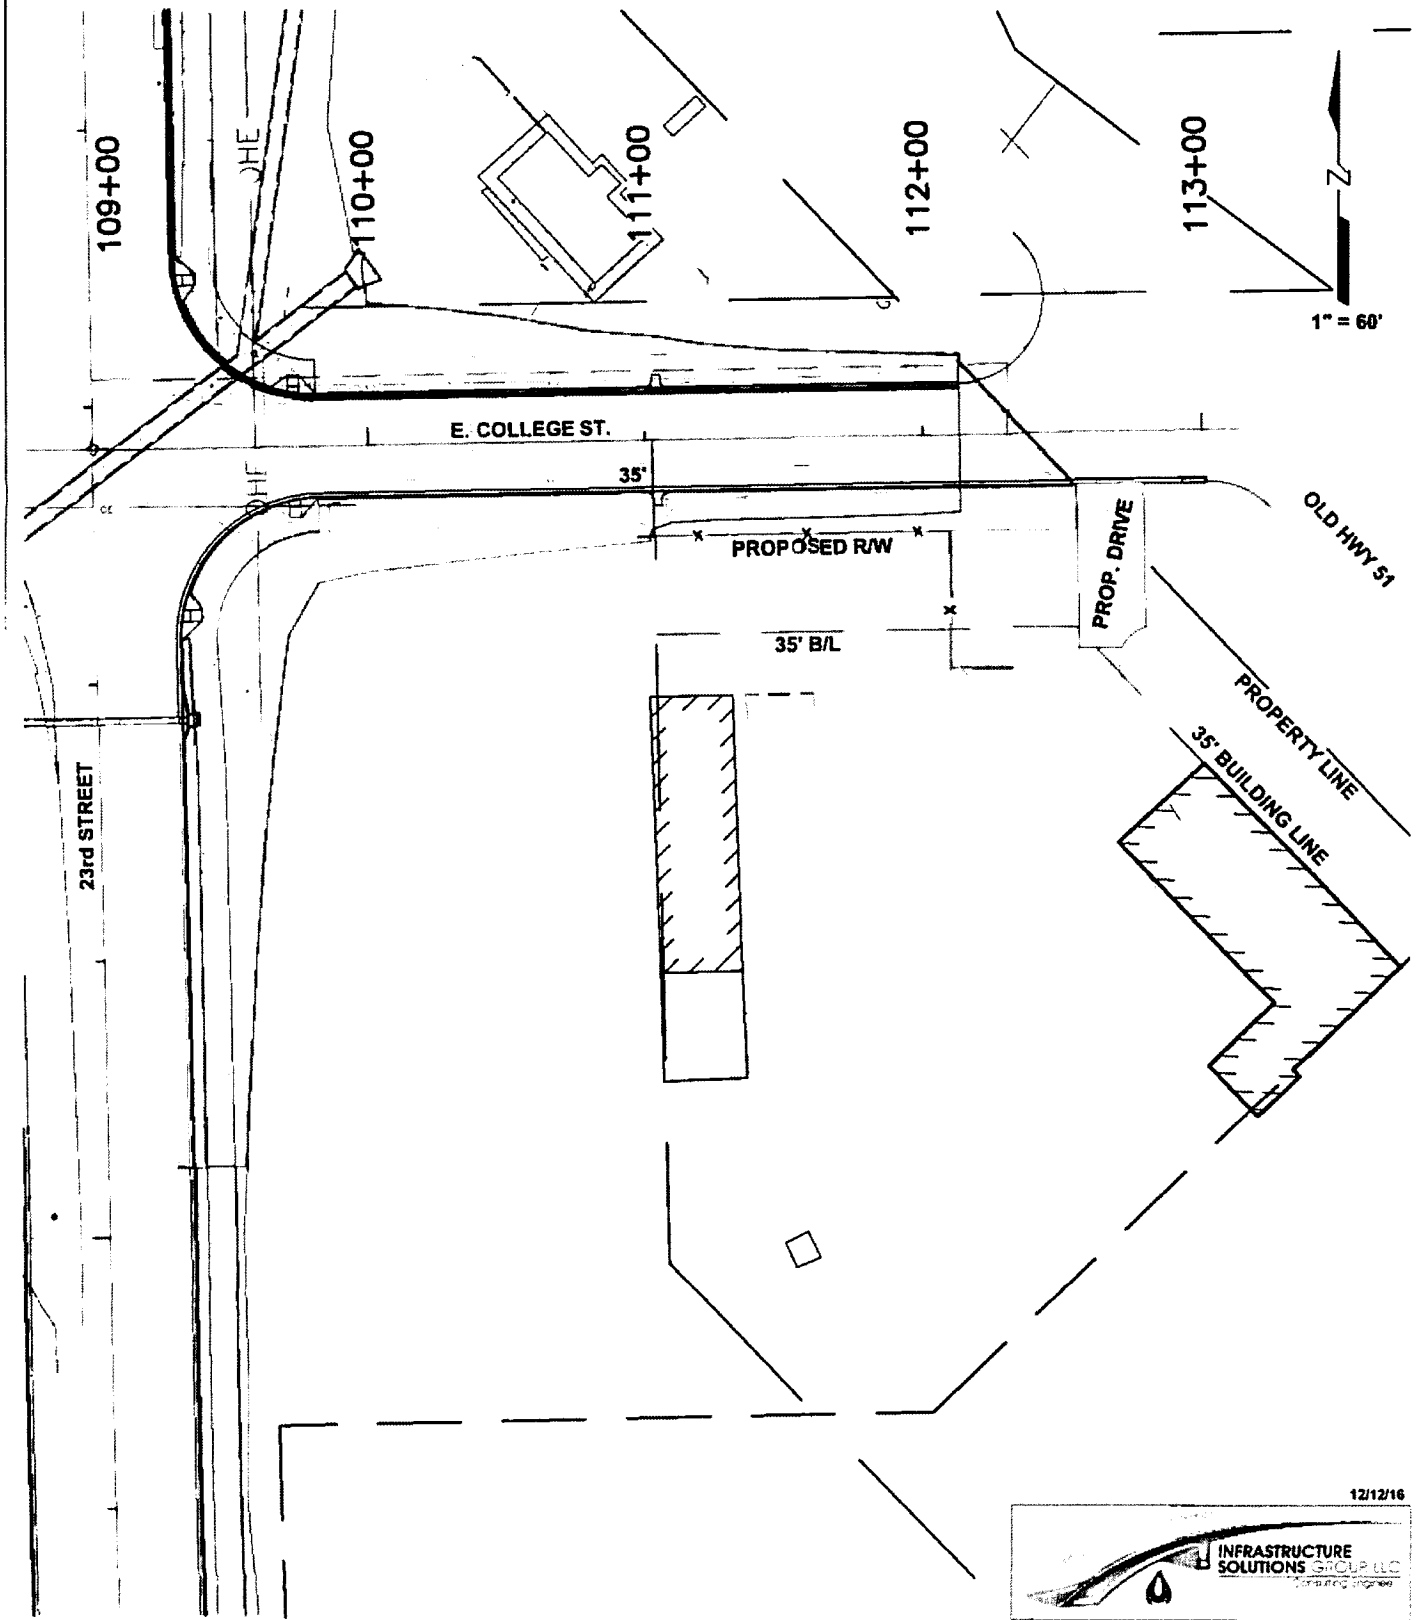 109+00
110+00
111+00
112+00
113+00
OHE
N
1" = 60'
E. COLLEGE ST.
35'
PROPOSED R/W
x x x
x
35' B/L
PROP. DRIVE
OLD HWY 51
PROPERTY LINE
35' BUILDING LINE
23rd STREET
12/12/16
INFRASTRUCTURE
SOLUTIONS GROUP LLC